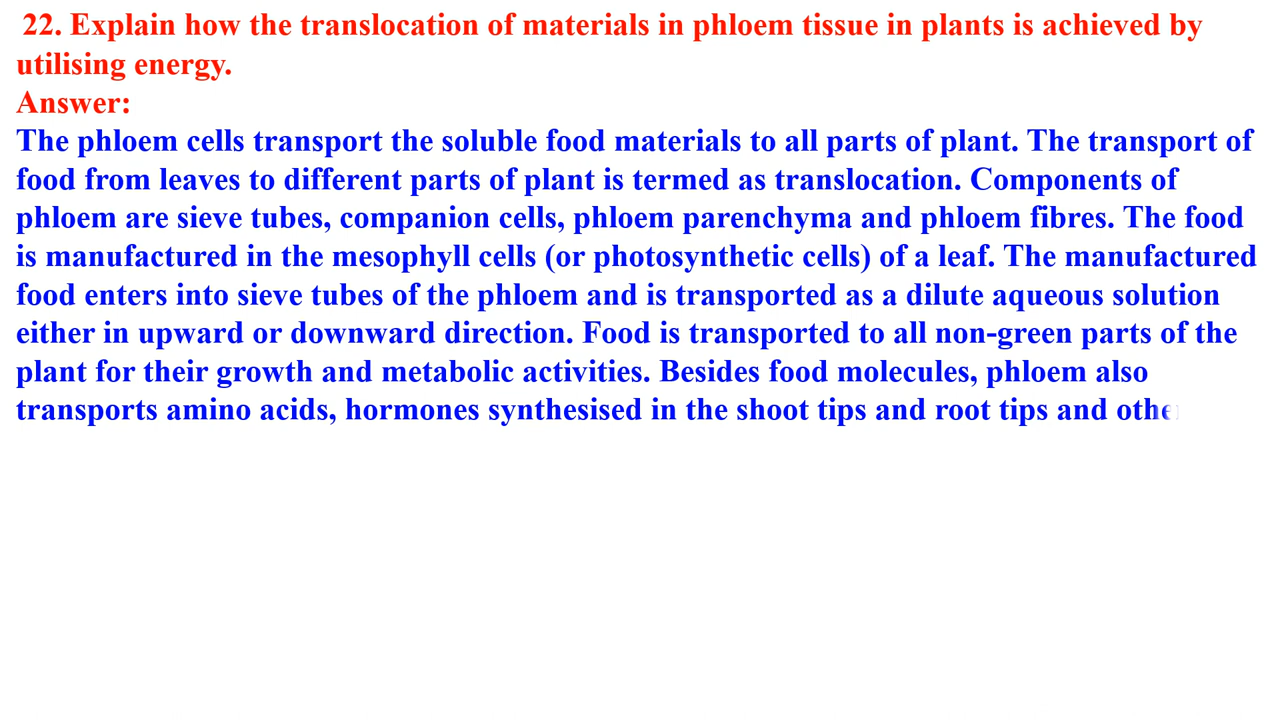 22. Explain how the translocation of materials in phloem tissue in plants is achieved by
utilising energy.
Answer:
The phloem cells transport the soluble food materials to all parts of plant. The transport of
food from leaves to different parts of plant is termed as translocation. Components of
phloem are sieve tubes, companion cells, phloem parenchyma and phloem fibres. The food
is manufactured in the mesophyll cells (or photosynthetic cells) of a leaf. The manufactured
food enters into sieve tubes of the phloem and is transported as a dilute aqueous solution
either in upward or downward direction. Food is transported to all non-green parts of the
plant for their growth and metabolic activities. Besides food molecules, phloem also
transports amino acids, hormones synthesised in the shoot tips and root tips and othe